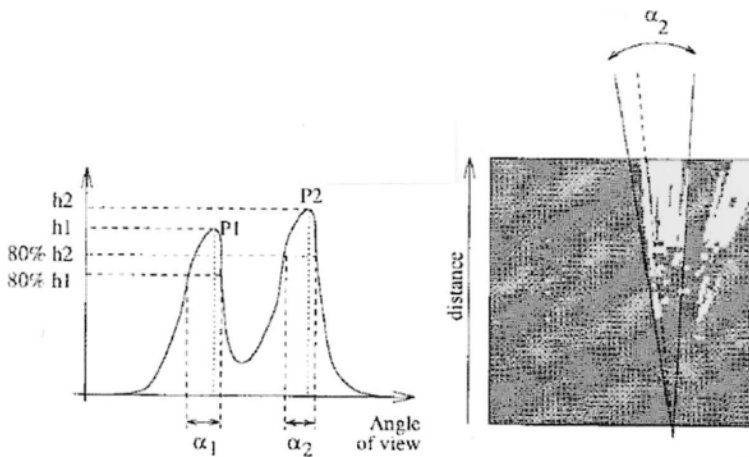 α2
h2
P2
h1
P1
80% h2
80% h1
distance
Angle
of view
α1
α2